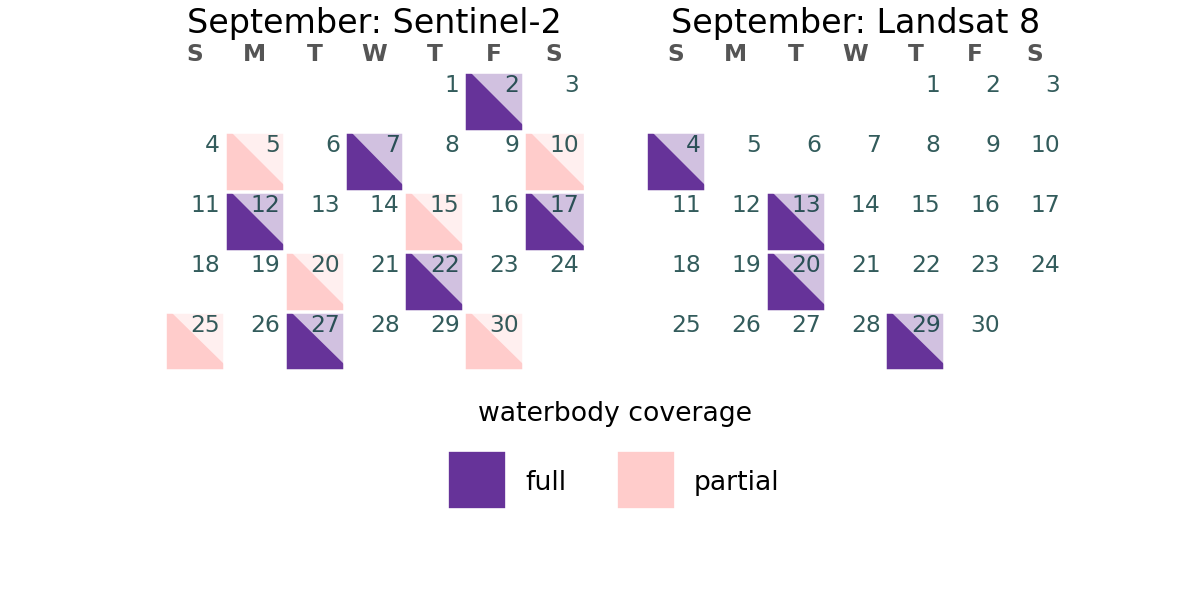 September: Sentinel-2
S M T W T F S
1 2 3
4 5 6 7 8 9 10
11 12 13 14 15 16 17
18 19 20 21 22 23 24
25 26 27 28 29 30
September: Landsat 8
S M T W T F S
1 2 3
4 5 6 7 8 9 10
11 12 13 14 15 16 17
18 19 20 21 22 23 24
25 26 27 28 29 30
waterbody coverage
full
partial